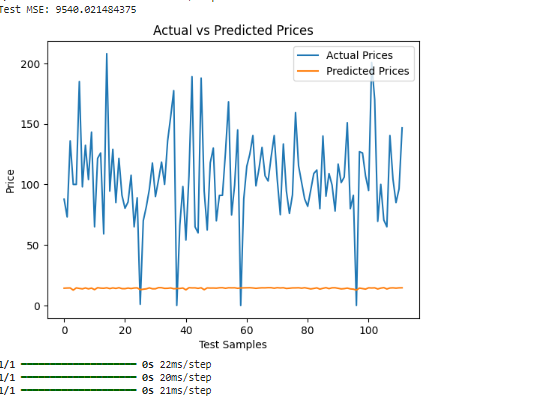 Test MSE: 9540.021484375
Actual vs Predicted Prices
Actual Prices
Predicted Prices
200
150
100
50
0
Price
0 20 40 60 80 100
Test Samples
1/1 0s 22ms/step
1/1 0s 20ms/step
1/1 0s 21ms/step